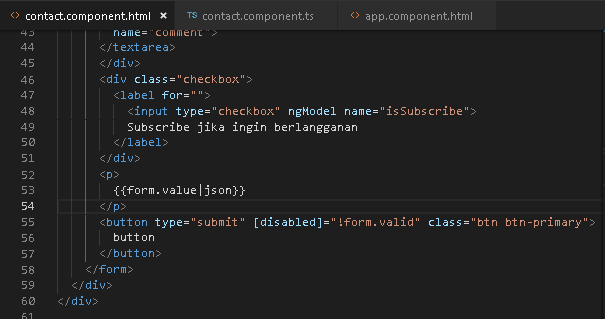 <> contact.component.html × TS contact.component.ts <> app.component.html
43 name="comment">
44 </textarea>
45 </div>
46 <div class="checkbox">
47 <label for="">
48 <input type="checkbox" ngModel name="isSubscribe">
49 Subscribe jika ingin berlangganan
50 </label>
51 </div>
52 <p>
53 {{form.value|json}}
54 </p>
55 <button type="submit" [disabled]="!form.valid" class="btn btn-primary">
56 button
57 </button>
58 </form>
59 </div>
60 </div>
61